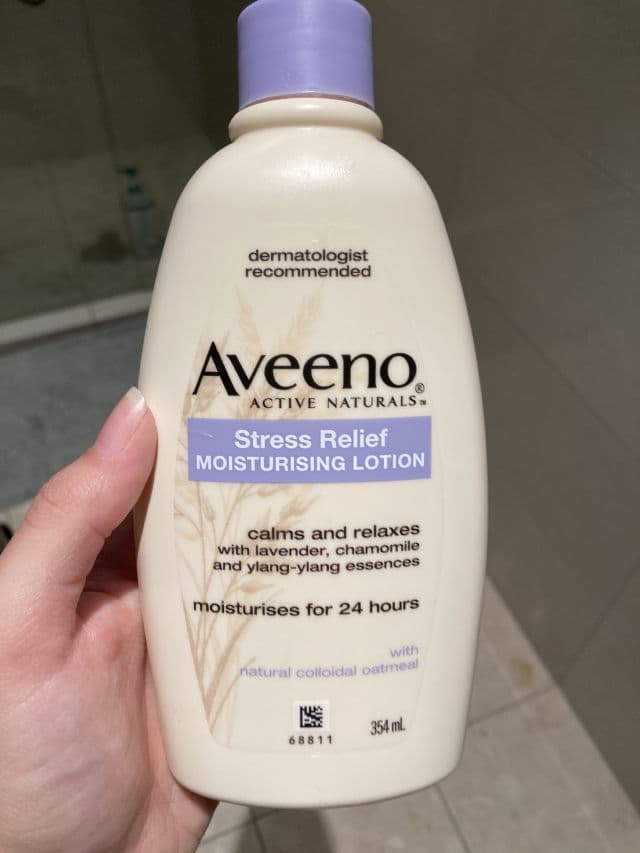 dermatologist
recommended
Aveeno®
ACTIVE NATURALS™
Stress Relief
MOISTURISING LOTION
calms and relaxes
with lavender, chamomile
and ylang-ylang essences
moisturises for 24 hours
with
natural colloidal oatmeal
68811
354 mL